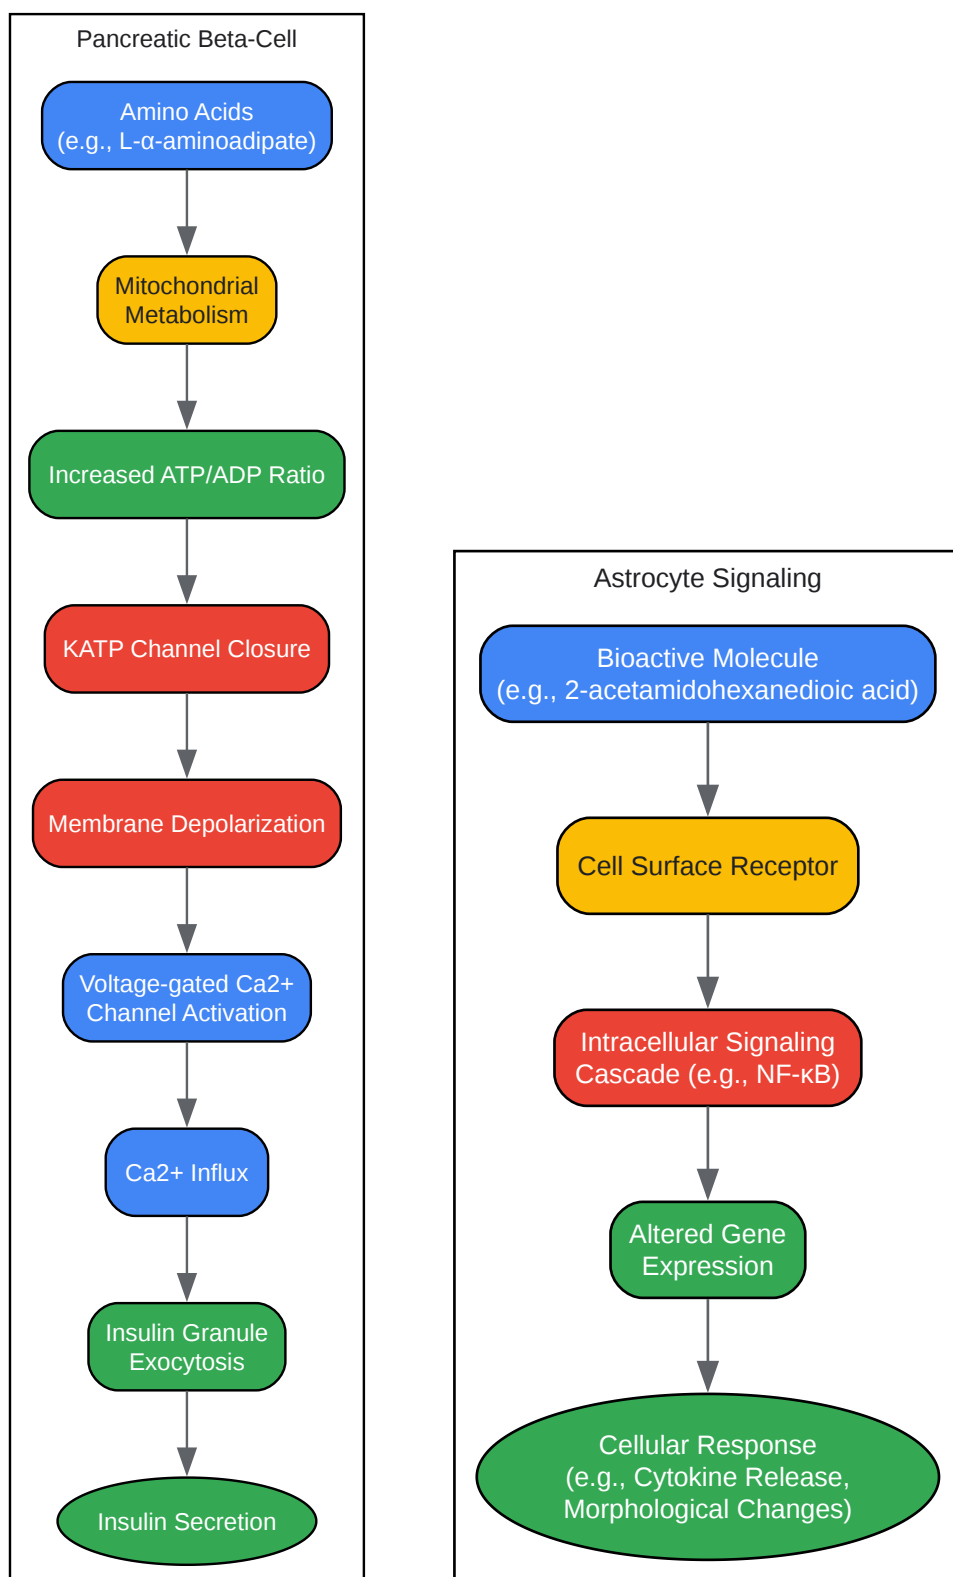 Pancreatic Beta-Cell
Amino Acids
(e.g., L-α-aminoadipate)
Mitochondrial
Metabolism
Increased ATP/ADP Ratio
KATP Channel Closure
Membrane Depolarization
Voltage-gated Ca2+
Channel Activation
Ca2+ Influx
Insulin Granule
Exocytosis
Insulin Secretion
Astrocyte Signaling
Bioactive Molecule
(e.g., 2-acetamidohexanedioic acid)
Cell Surface Receptor
Intracellular Signaling
Cascade (e.g., NF-κB)
Altered Gene
Expression
Cellular Response
(e.g., Cytokine Release,
Morphological Changes)